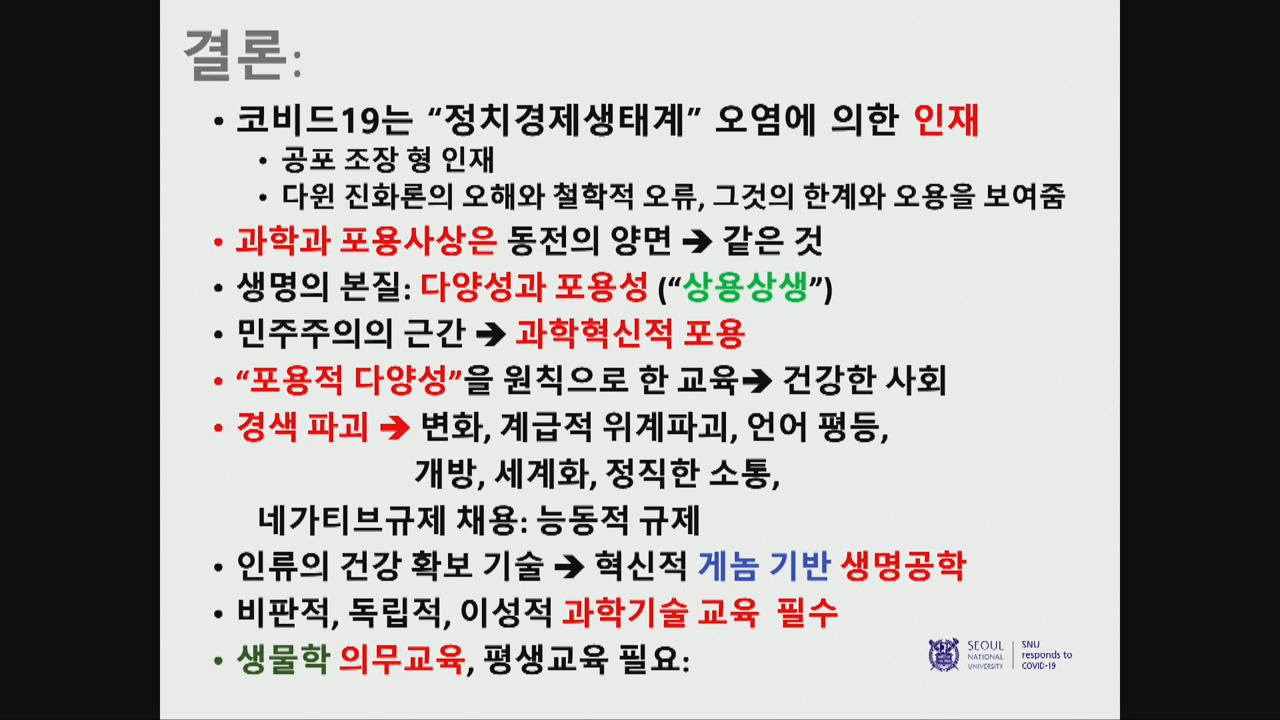 결론:
• 코비드19는 “정치경제생태계” 오염에 의한 인재
• 공포 조장 형 인재
• 다윈 진화론의 오해와 철학적 오류, 그것의 한계와 오용을 보여줌
• 과학과 포용사상은 동전의 양면 ➔ 같은 것
• 생명의 본질: 다양성과 포용성 (“상용상생”)
• 민주주의의 근간 ➔ 과학혁신적 포용
• “포용적 다양성”을 원칙으로 한 교육➔ 건강한 사회
• 경색 파괴 ➔ 변화, 계급적 위계파괴, 언어 평등,
개방, 세계화, 정직한 소통,
네가티브규제 채용: 능동적 규제
• 인류의 건강 확보 기술 ➔ 혁신적 게놈 기반 생명공학
• 비판적, 독립적, 이성적 과학기술 교육 필수
• 생물학 의무교육, 평생교육 필요:
SEOUL
NATIONAL
UNIVERSITY
SNU
responds to
COVID-19